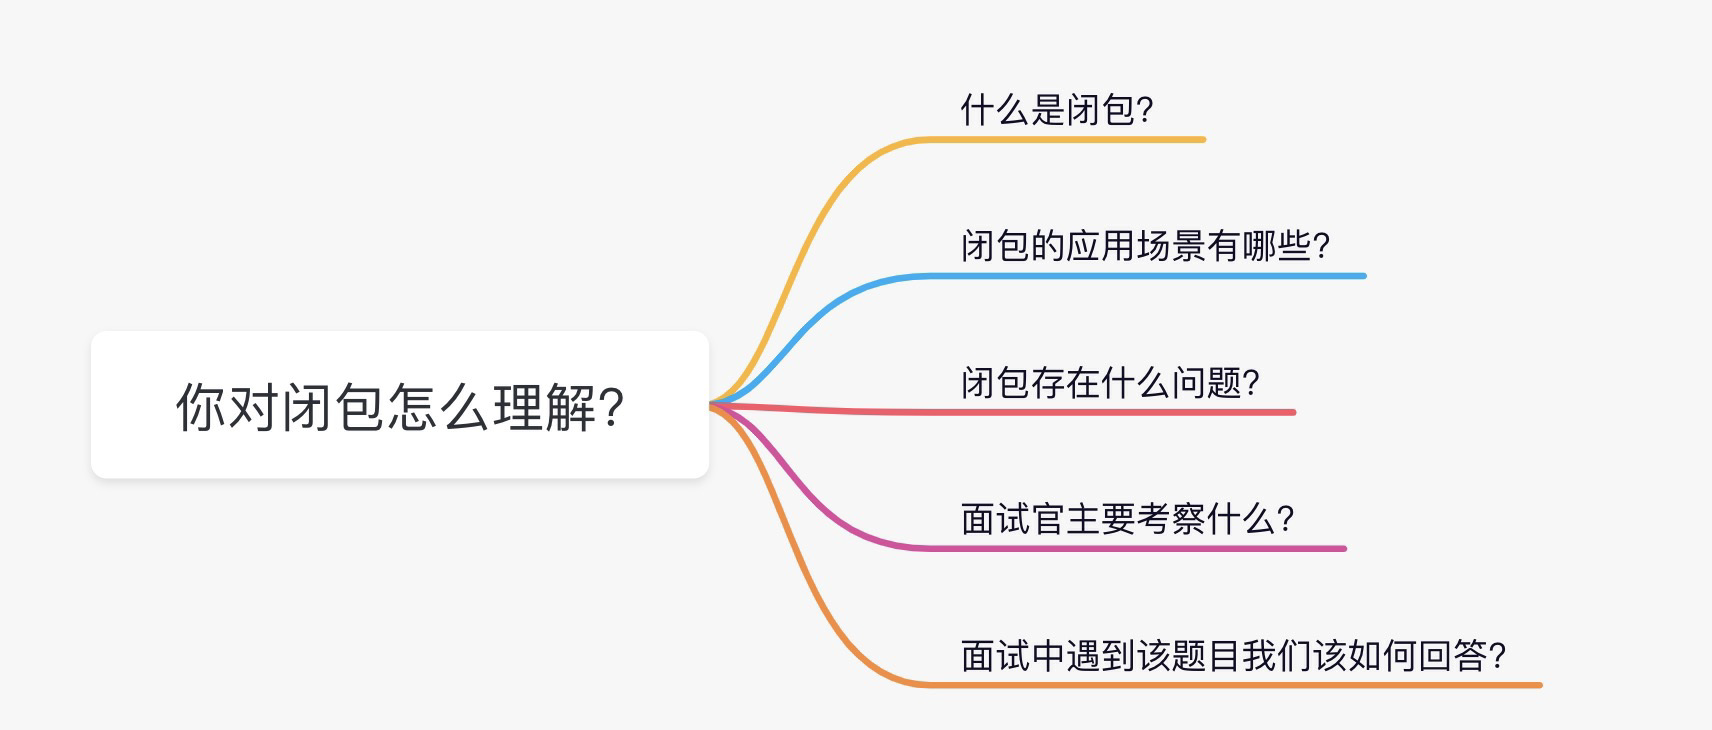 什么是闭包?
闭包的应用场景有哪些?
你对闭包怎么理解?
闭包存在什么问题?
面试官主要考察什么?
面试中遇到该题目我们该如何回答?